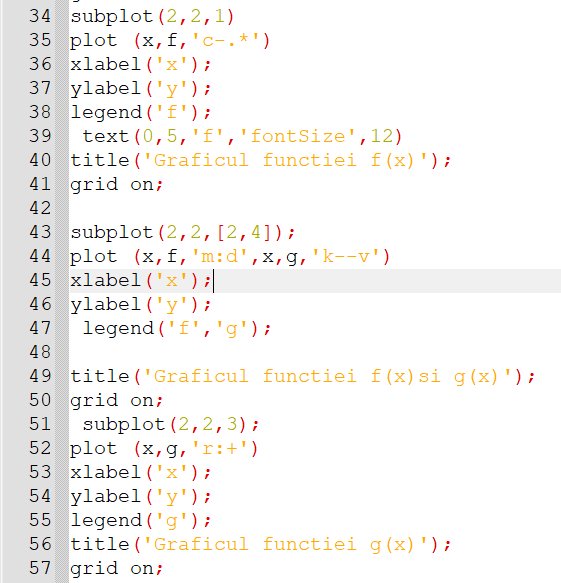 34 subplot(2,2,1)
35 plot (x,f,'c-.*')
36 xlabel('x');
37 ylabel('y');
38 legend('f');
39  text(0,5,'f','fontSize',12)
40 title('Graficul functiei f(x)');
41 grid on;
42
43 subplot(2,2,[2,4]);
44 plot (x,f,'m:d',x,g,'k--v')
45 xlabel('x');
46 ylabel('y');
47  legend('f','g');
48
49 title('Graficul functiei f(x)si g(x)');
50 grid on;
51  subplot(2,2,3);
52 plot (x,g,'r:+')
53 xlabel('x');
54 ylabel('y');
55 legend('g');
56 title('Graficul functiei g(x)');
57 grid on;